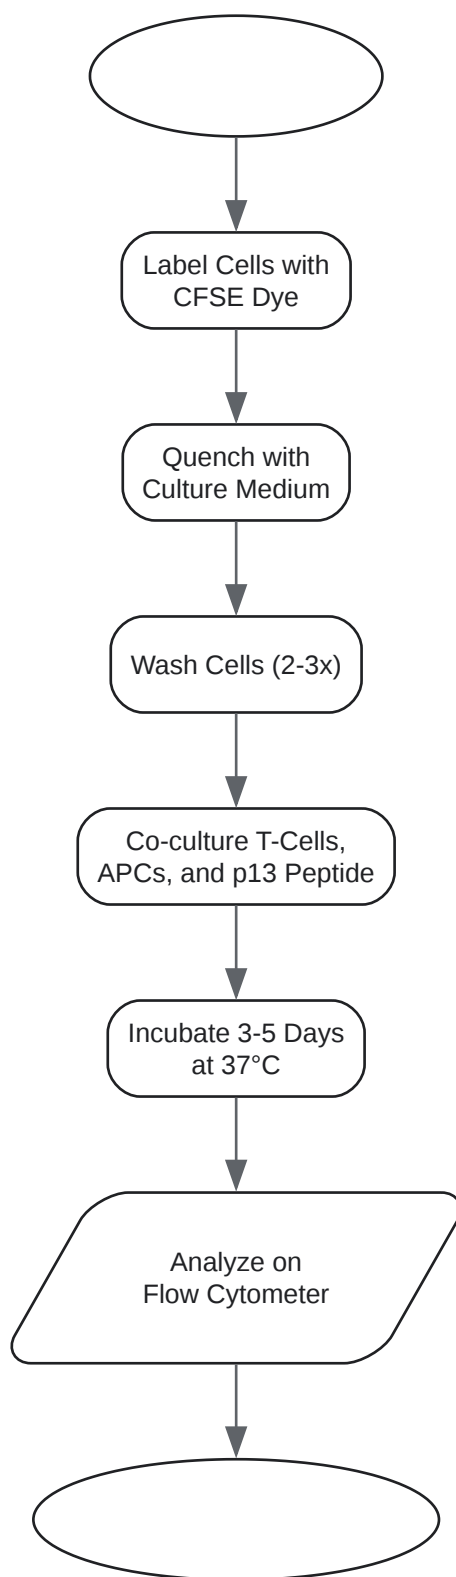 Label Cells with
CFSE Dye
Quench with
Culture Medium
Wash Cells (2-3x)
Co-culture T-Cells,
APCs, and p13 Peptide
Incubate 3-5 Days
at 37°C
Analyze on
Flow Cytometer